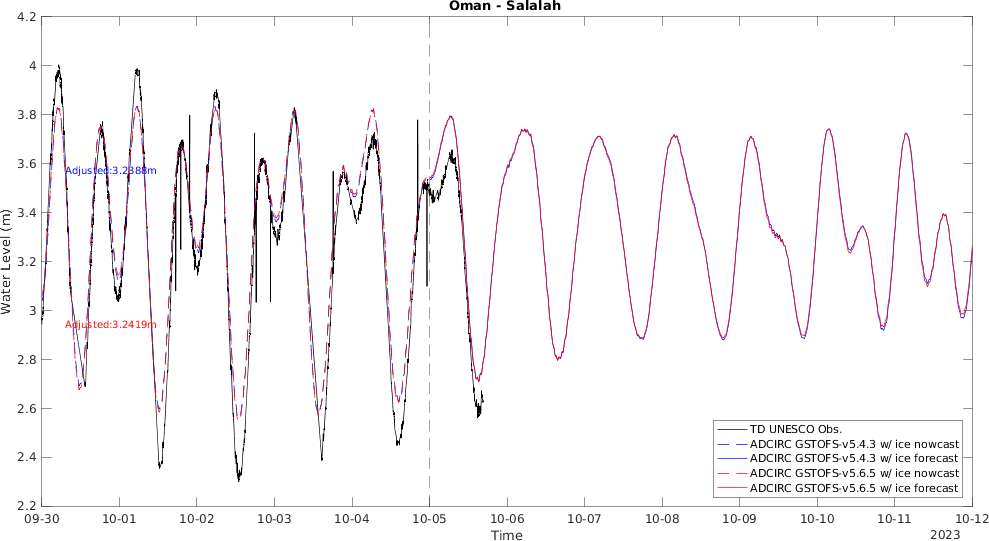 Oman - Salalah
Water Level (m)
4.2
4
3.8
3.6
3.4
3.2
3
2.8
2.6
2.4
2.2
Adjusted:3.2388m
Adjusted:3.2419m
TD UNESCO Obs.
ADCIRC GSTOFS-v5.4.3 w/ ice nowcast
ADCIRC GSTOFS-v5.4.3 w/ ice forecast
ADCIRC GSTOFS-v5.6.5 w/ ice nowcast
ADCIRC GSTOFS-v5.6.5 w/ ice forecast
09-30 10-01 10-02 10-03 10-04 10-05 10-06 10-07 10-08 10-09 10-10 10-11 10-12
Time
2023